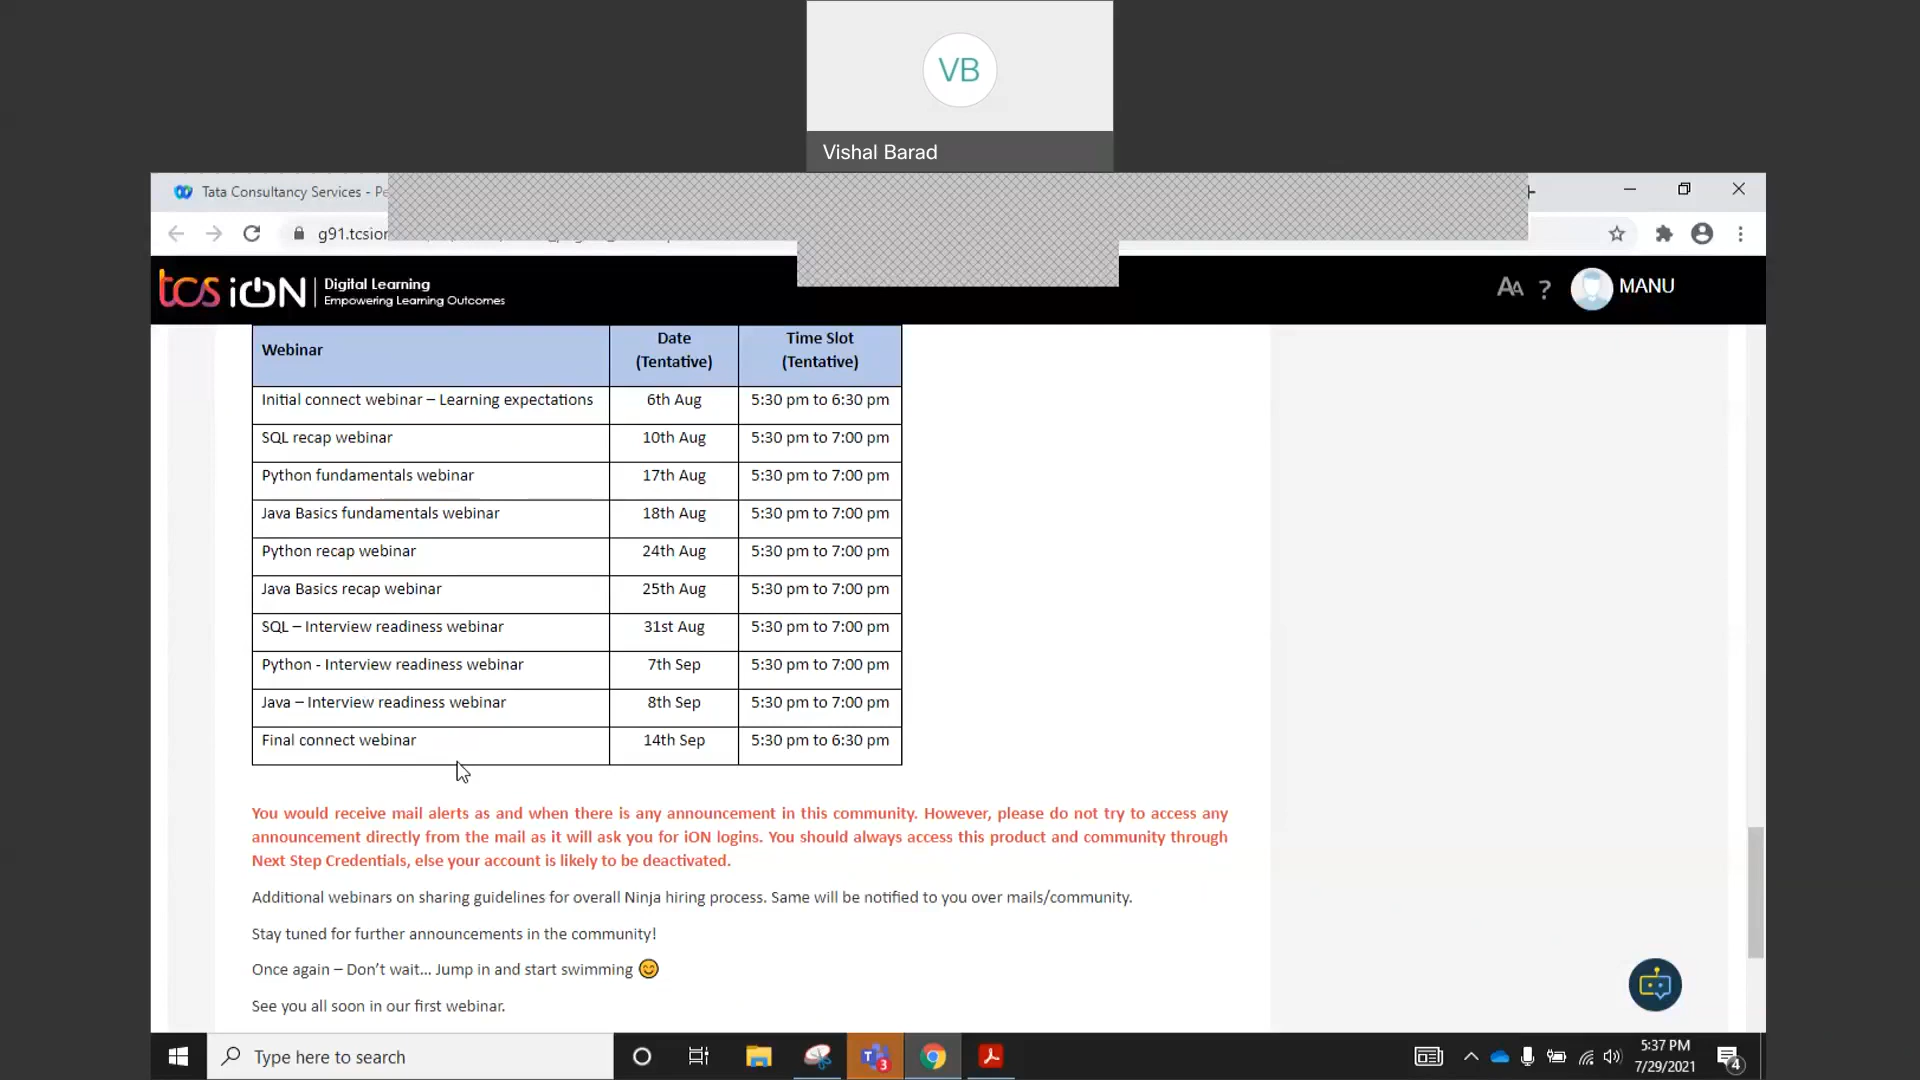 VB
Vishal Barad
Tata Consultancy Services - Pe
g91.tcsion
tcs iON | Digital Learning
Empowering Learning Outcomes
AA ? MANU
Webinar Date (Tentative) Time Slot (Tentative)
Initial connect webinar – Learning expectations 6th Aug 5:30 pm to 6:30 pm
SQL recap webinar 10th Aug 5:30 pm to 7:00 pm
Python fundamentals webinar 17th Aug 5:30 pm to 7:00 pm
Java Basics fundamentals webinar 18th Aug 5:30 pm to 7:00 pm
Python recap webinar 24th Aug 5:30 pm to 7:00 pm
Java Basics recap webinar 25th Aug 5:30 pm to 7:00 pm
SQL – Interview readiness webinar 31st Aug 5:30 pm to 7:00 pm
Python - Interview readiness webinar 7th Sep 5:30 pm to 7:00 pm
Java – Interview readiness webinar 8th Sep 5:30 pm to 7:00 pm
Final connect webinar 14th Sep 5:30 pm to 6:30 pm
You would receive mail alerts as and when there is any announcement in this community. However, please do not try to access any
announcement directly from the mail as it will ask you for iON logins. You should always access this product and community through
Next Step Credentials, else your account is likely to be deactivated.
Additional webinars on sharing guidelines for overall Ninja hiring process. Same will be notified to you over mails/community.
Stay tuned for further announcements in the community!
Once again – Don't wait... Jump in and start swimming 😊
See you all soon in our first webinar.
Type here to search
3
5:37 PM
7/29/2021
4